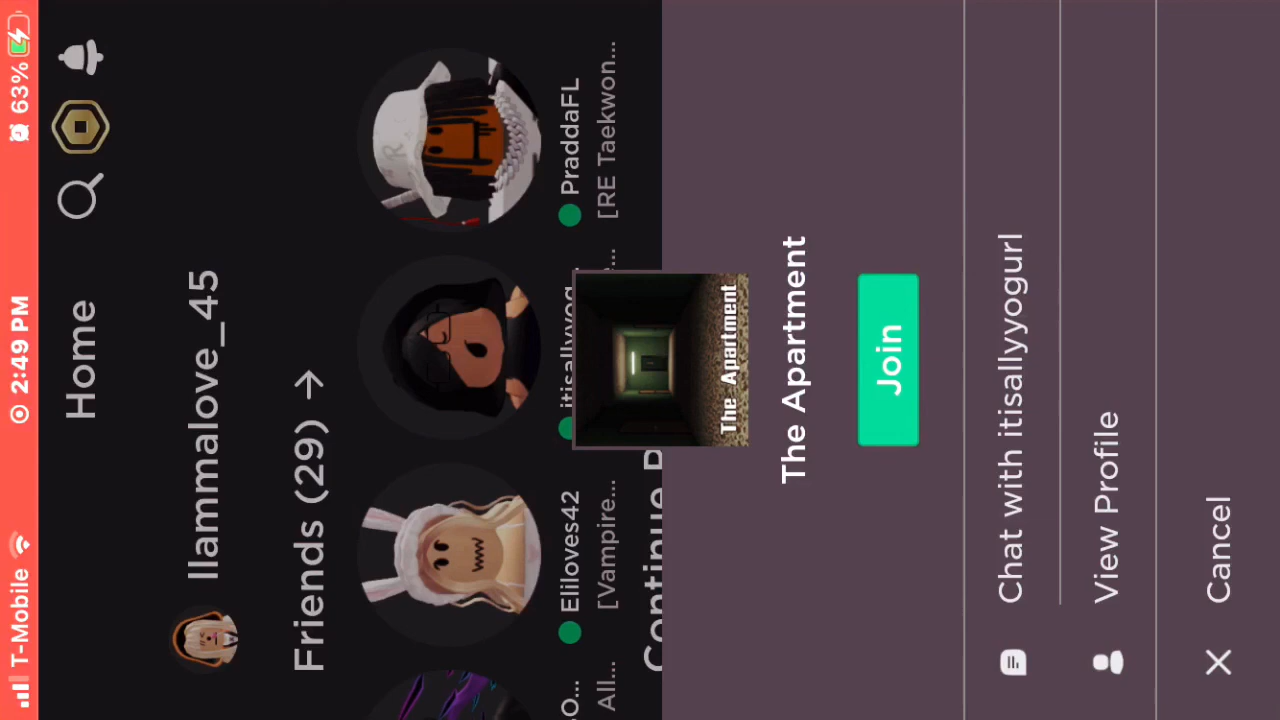 T-Mobile 2:49 PM 63%
Home
llammalove_45
Friends (29) →
Eliloves42
PraddaFL
All... [Vampire... [RE Taekwon...
The Apartment
The Apartment
Join
Chat with itisallyyogurl
View Profile
Cancel